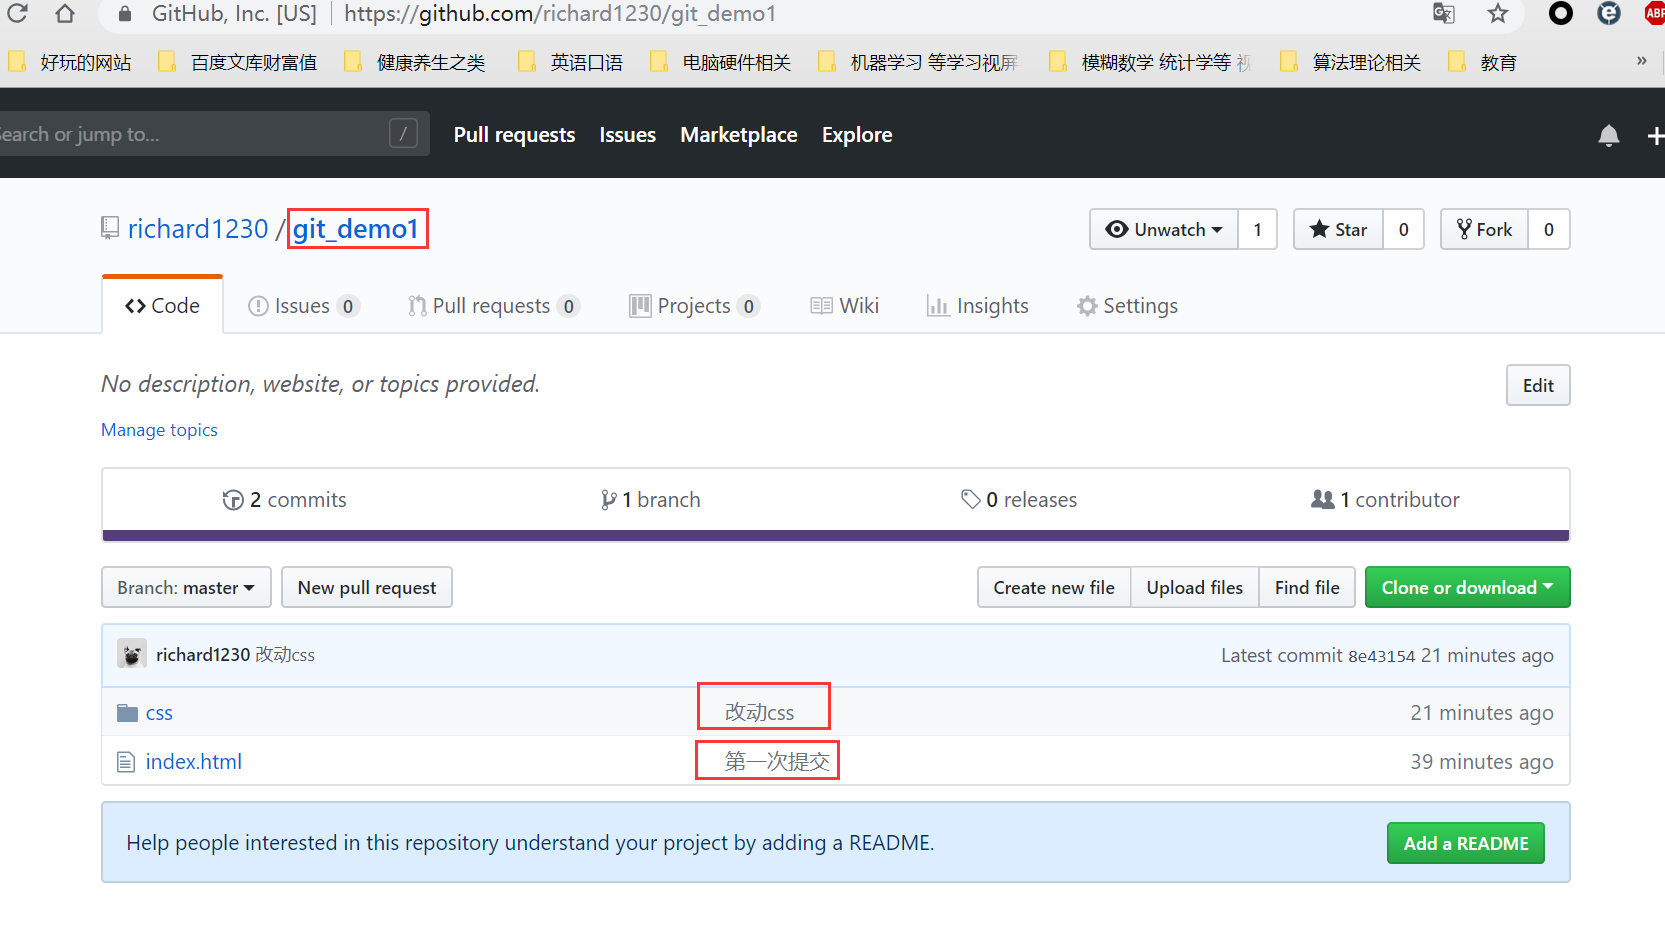 GitHub, Inc. [US] https://github.com/richard1230/git_demo1
好玩的网站 百度文库财富值 健康养生之类 英语口语 电脑硬件相关 机器学习 等学习视屏 模糊数学 统计学等 算法理论相关 教育 »
Search or jump to... / Pull requests Issues Marketplace Explore
richard1230 / git_demo1 Unwatch 1 Star 0 Fork 0
Code Issues 0 Pull requests 0 Projects 0 Wiki Insights Settings
No description, website, or topics provided. Edit
Manage topics
2 commits 1 branch 0 releases 1 contributor
Branch: master New pull request Create new file Upload files Find file Clone or download
richard1230 改动css Latest commit 8e43154 21 minutes ago
css 改动css 21 minutes ago
index.html 第一次提交 39 minutes ago
Help people interested in this repository understand your project by adding a README. Add a README